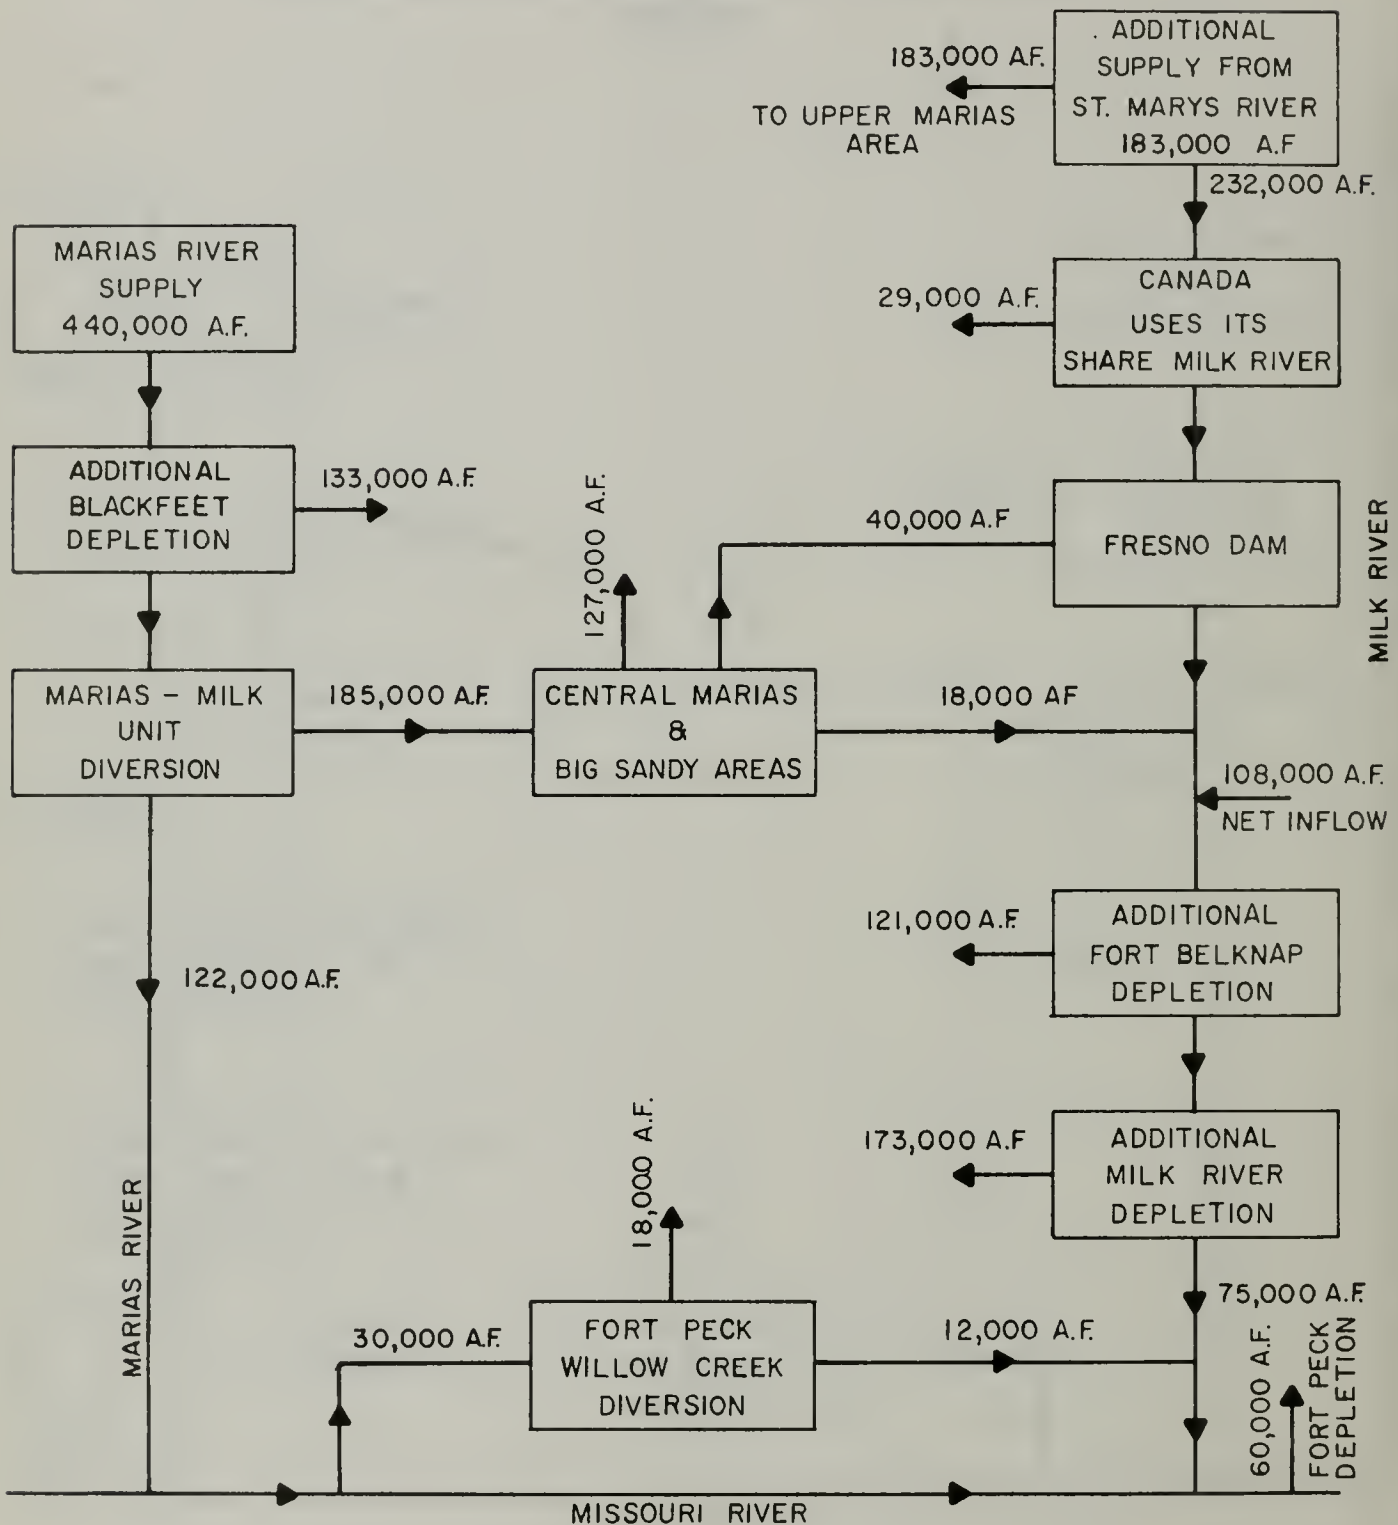 . ADDITIONAL
SUPPLY FROM
ST. MARYS RIVER
183,000 A.F
183,000 A.F.
TO UPPER MARIAS
AREA
232,000 A.F.
MARIAS RIVER
SUPPLY
440,000 A.F.
CANADA
USES ITS
SHARE MILK RIVER
29,000 A.F.
ADDITIONAL
BLACKFEET
DEPLETION
133,000 A.F.
127,000 A.F.
40,000 A.F
FRESNO DAM
MILK RIVER
MARIAS – MILK
UNIT
DIVERSION
185,000 A.F.
CENTRAL MARIAS
&
BIG SANDY AREAS
18,000 AF
108,000 A.F.
NET INFLOW
121,000 A.F.
ADDITIONAL
FORT BELKNAP
DEPLETION
122,000 A.F.
173,000 A.F
ADDITIONAL
MILK RIVER
DEPLETION
MARIAS RIVER
18,000 A.F.
30,000 A.F.
FORT PECK
WILLOW CREEK
DIVERSION
12,000 A.F.
75,000 A.F.
60,000 A.F.
FORT PECK
DEPLETION
MISSOURI RIVER